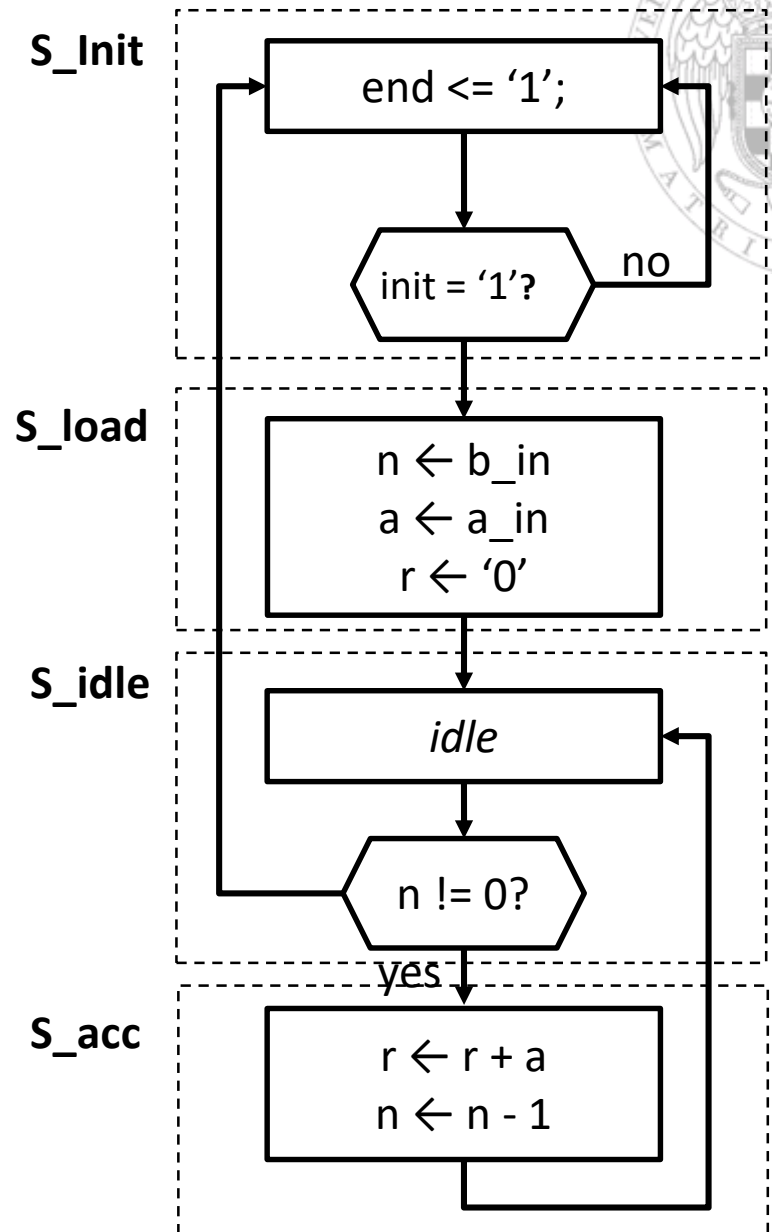 S_Init
end <= ‘1’;
init = ‘1’?
no
S_load
n ← b_in
a ← a_in
r ← ‘0’
S_idle
idle
n != 0?
yes
S_acc
r ← r + a
n ← n - 1